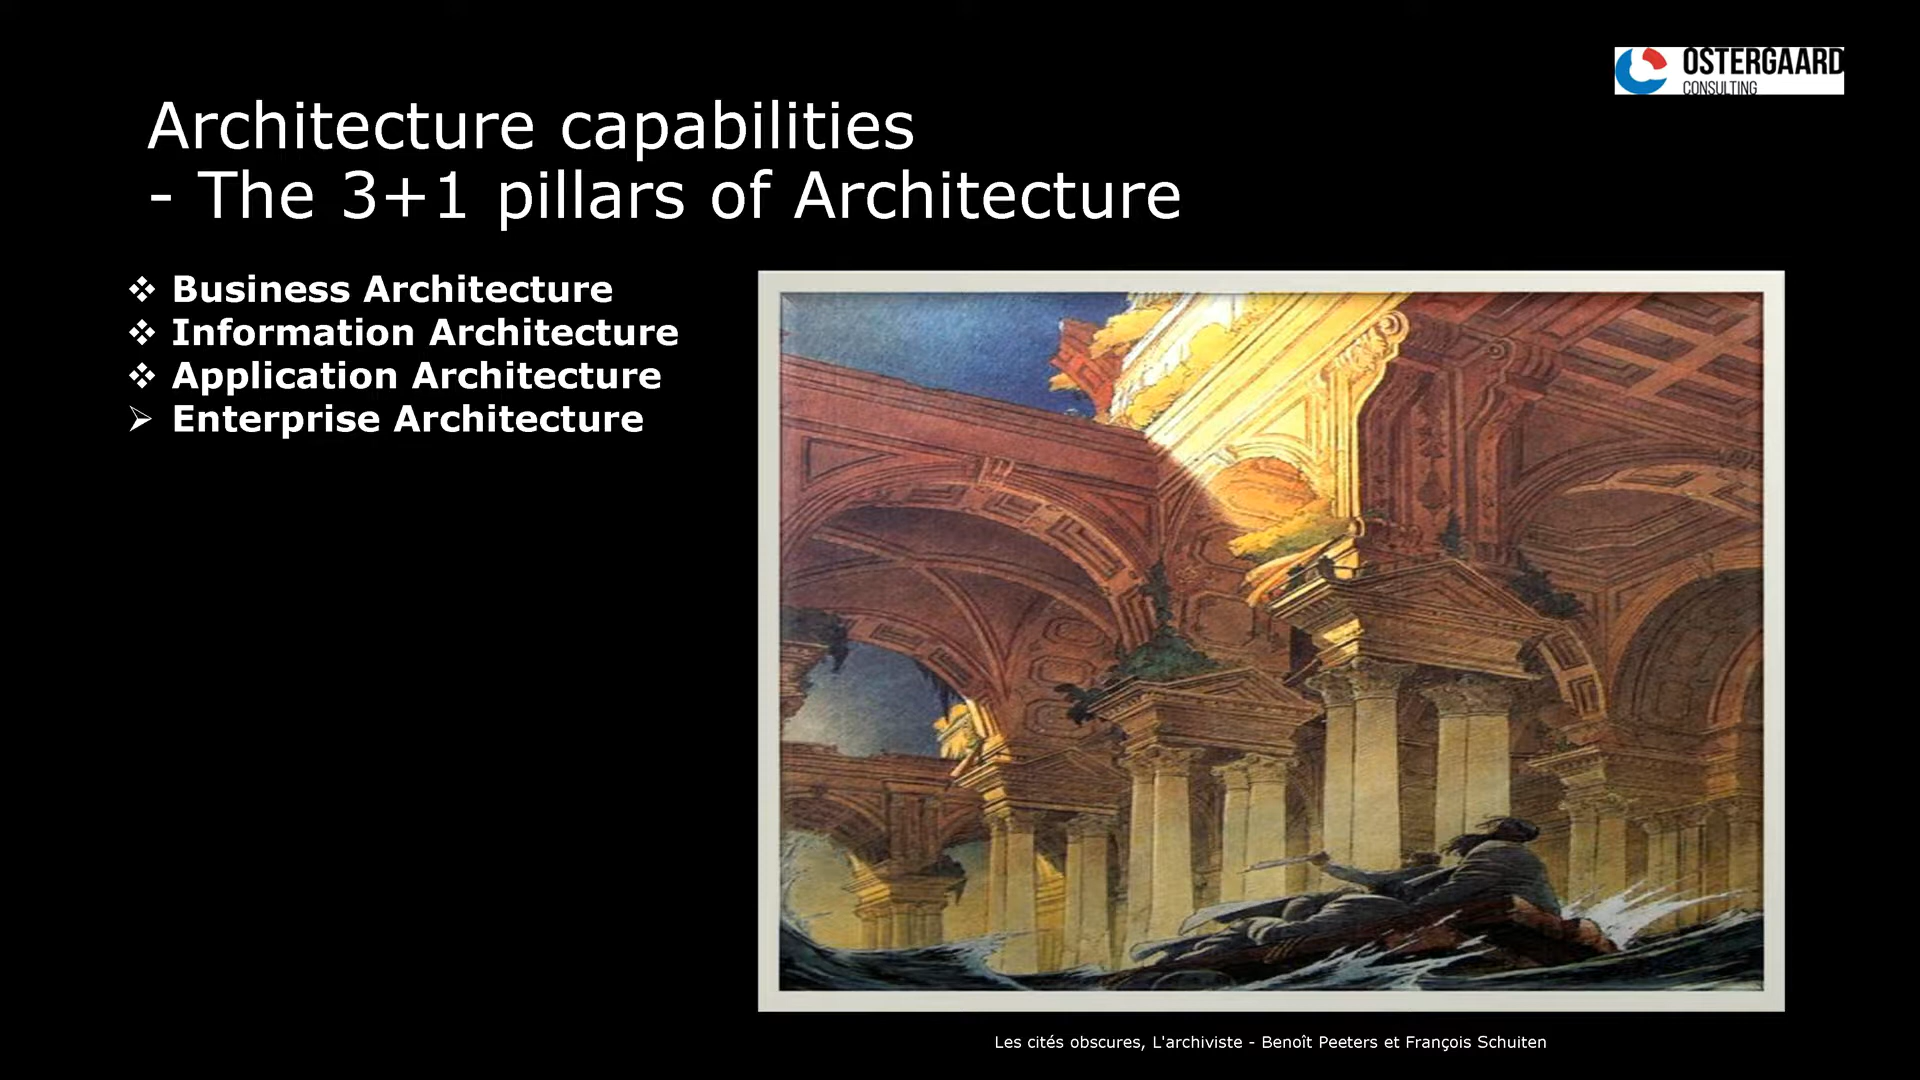 OSTERGAARD
CONSULTING
Architecture capabilities
- The 3+1 pillars of Architecture
❖ Business Architecture
❖ Information Architecture
❖ Application Architecture
➢ Enterprise Architecture
Les cités obscures, L'archiviste - Benoît Peeters et François Schuiten